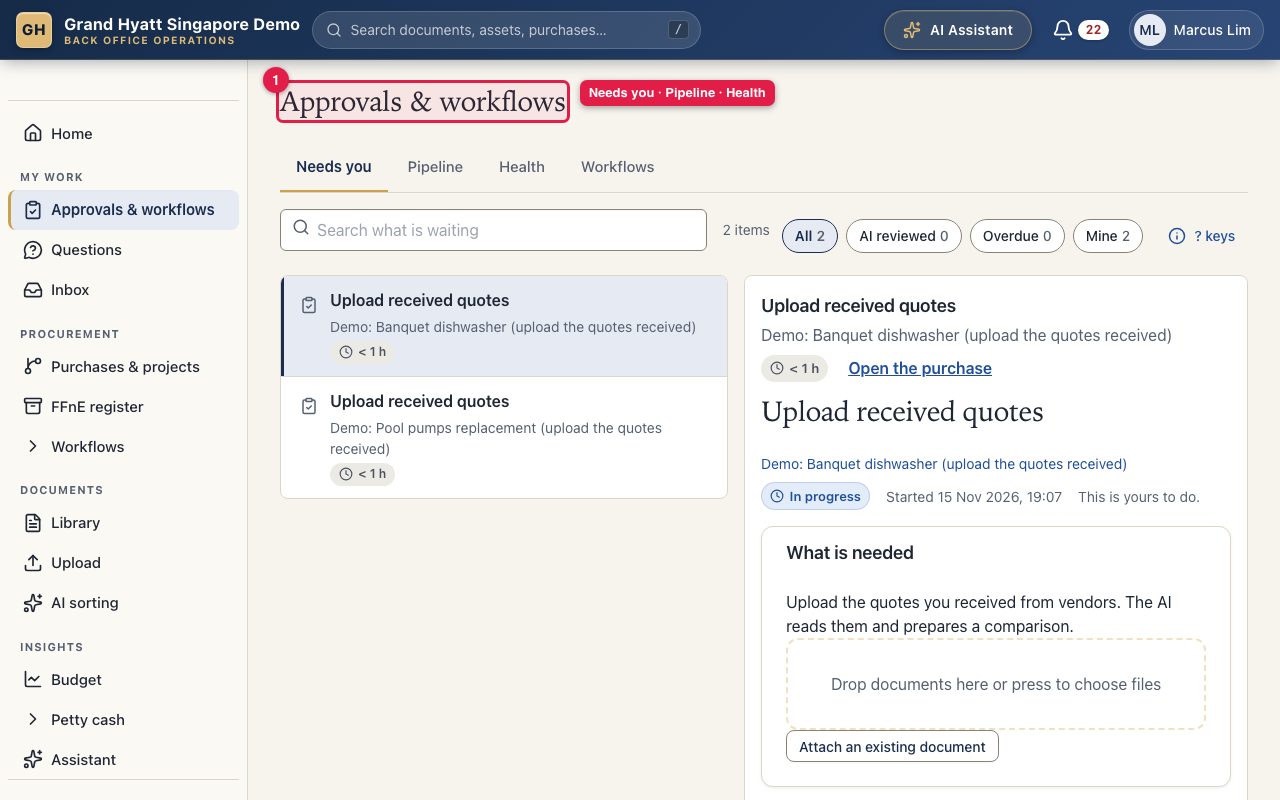 GH
Grand Hyatt Singapore Demo
BACK OFFICE OPERATIONS
Search documents, assets, purchases...
/
AI Assistant
22
ML
Marcus Lim
Home
MY WORK
Approvals & workflows
Questions
Inbox
PROCUREMENT
Purchases & projects
FFnE register
Workflows
DOCUMENTS
Library
Upload
AI sorting
INSIGHTS
Budget
Petty cash
Assistant
1
Approvals & workflows
Needs you · Pipeline · Health
Needs you
Pipeline
Health
Workflows
Search what is waiting
2 items
All 2
AI reviewed 0
Overdue 0
Mine 2
? keys
Upload received quotes
Demo: Banquet dishwasher (upload the quotes received)
< 1 h
Upload received quotes
Demo: Pool pumps replacement (upload the quotes
received)
< 1 h
Upload received quotes
Demo: Banquet dishwasher (upload the quotes received)
< 1 h
Open the purchase
Upload received quotes
Demo: Banquet dishwasher (upload the quotes received)
In progress
Started 15 Nov 2026, 19:07
This is yours to do.
What is needed
Upload the quotes you received from vendors. The AI
reads them and prepares a comparison.
Drop documents here or press to choose files
Attach an existing document